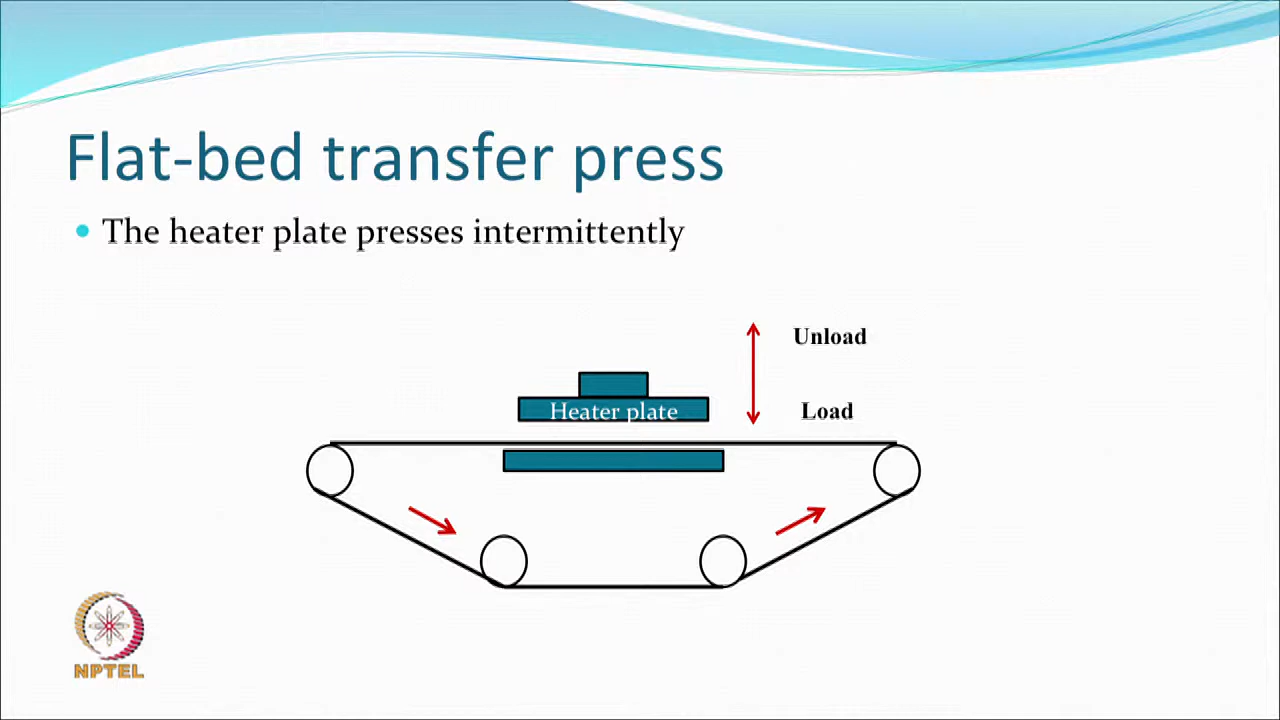 Flat-bed transfer press
The heater plate presses intermittently
Unload
Heater plate
Load
NPTEL